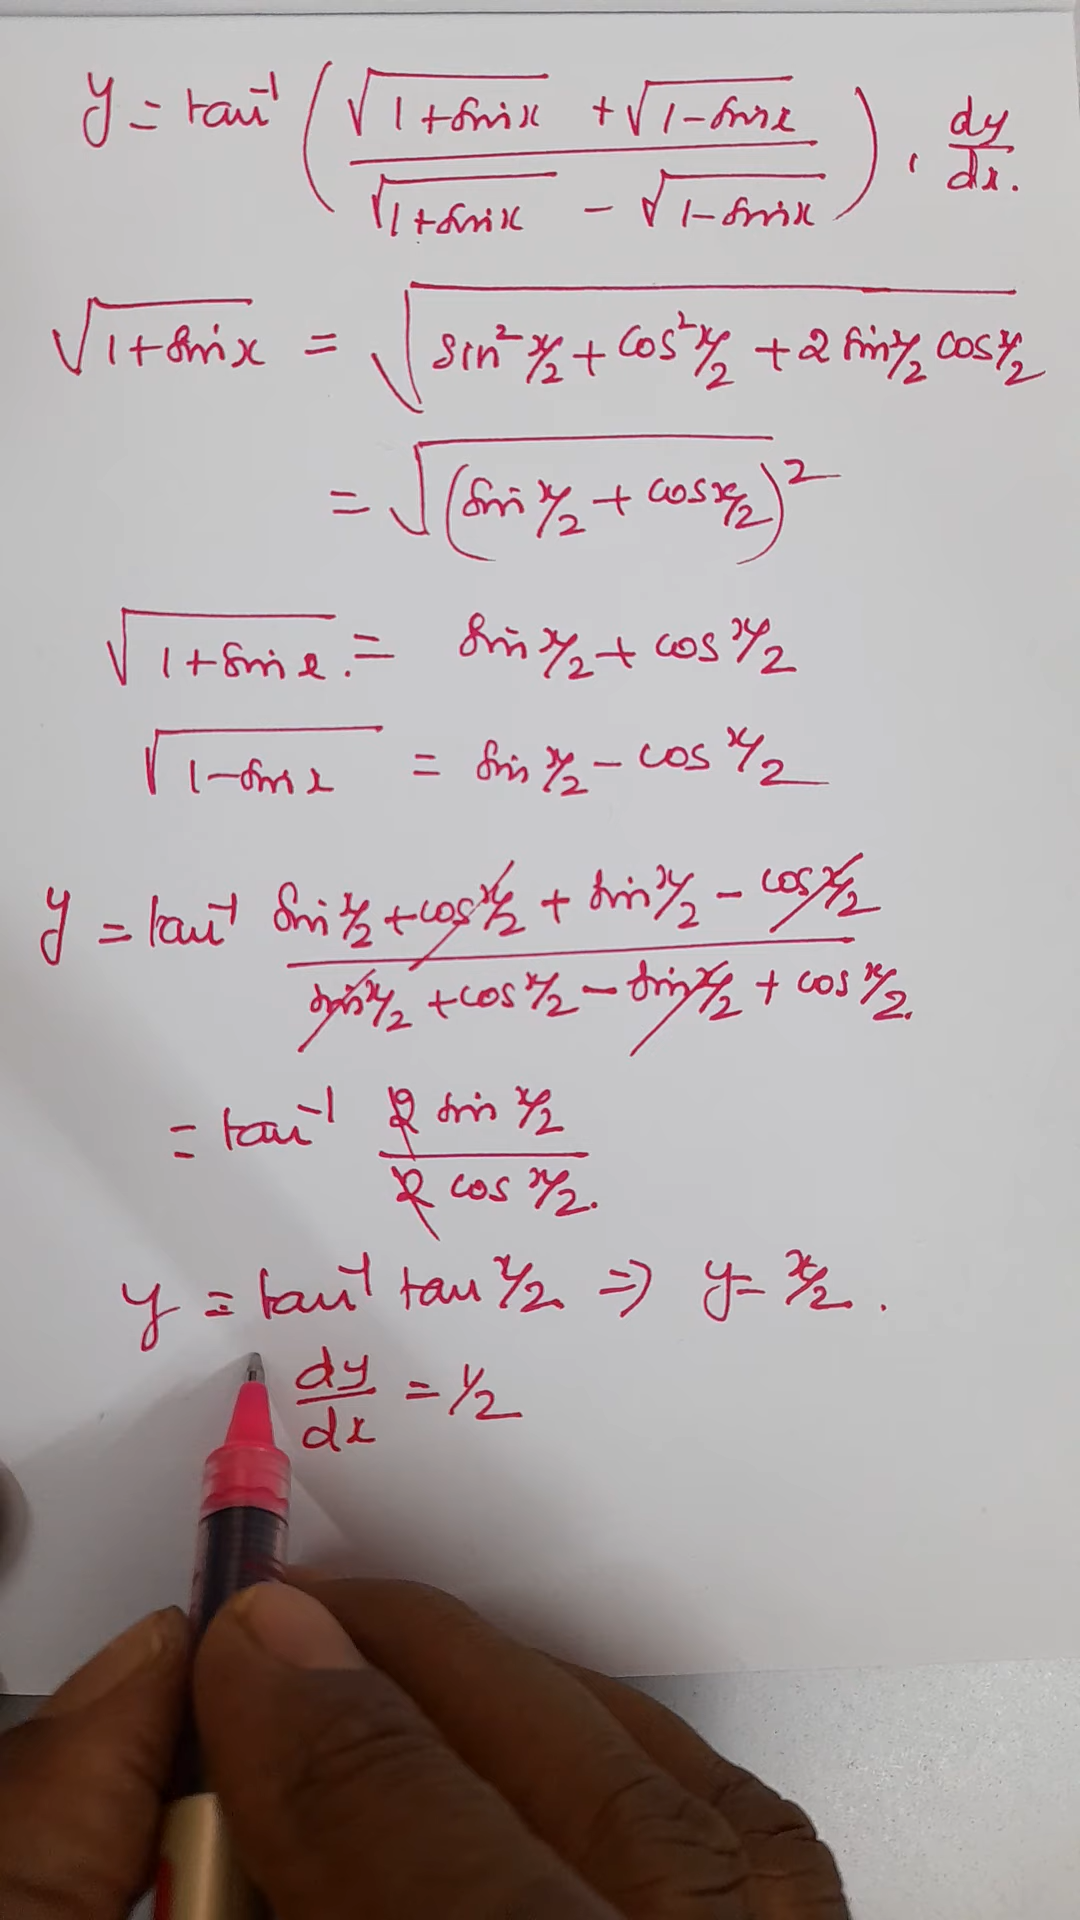 y = tan⁻¹ ( (√(1+sin x) + √(1-sin x)) / (√(1+sin x) - √(1-sin x)) ) . dy/dx.
√(1+sin x) = √(sin² x/2 + cos² x/2 + 2 sin x/2 cos x/2)
= √((sin x/2 + cos x/2)²)
√(1+sin x). = sin x/2 + cos x/2
√(1-sin x) = sin x/2 - cos x/2
y = tan⁻¹ (sin x/2 + cos x/2 + sin x/2 - cos x/2) / (sin x/2 + cos x/2 - sin x/2 + cos x/2.)
= tan⁻¹ (2 sin x/2) / (2 cos x/2.)
y = tan⁻¹ tan x/2 ⇒ y = x/2 .
dy/dx = 1/2